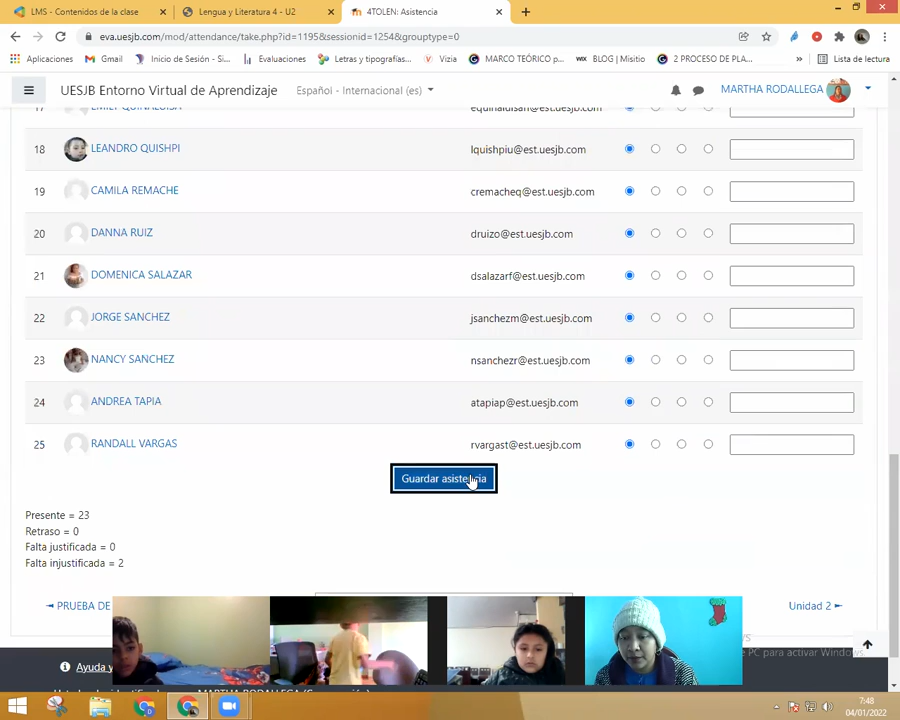 LMS - Contenidos de la clase
Lengua y Literatura 4 - U2
4TOLEN: Asistencia
eva.uesjb.com/mod/attendance/take.php?id=1195&sessionid=1254&grouptype=0
Aplicaciones
Gmail
Inicio de Sesión - Si...
Evaluaciones
Letras y tipografías...
Vizia
MARCO TEÓRICO p...
WIX BLOG | Misitio
2 PROCESO DE PLA...
»
Lista de lectura
UESJB Entorno Virtual de Aprendizaje
Español - Internacional (es)
MARTHA RODALLEGA
18 LEANDRO QUISHPI lquishpiu@est.uesjb.com
19 CAMILA REMACHE cremacheq@est.uesjb.com
20 DANNA RUIZ druizo@est.uesjb.com
21 DOMENICA SALAZAR dsalazarf@est.uesjb.com
22 JORGE SANCHEZ jsanchezm@est.uesjb.com
23 NANCY SANCHEZ nsanchezr@est.uesjb.com
24 ANDREA TAPIA atapiap@est.uesjb.com
25 RANDALL VARGAS rvargast@est.uesjb.com
Guardar asistencia
Presente = 23
Retraso = 0
Falta justificada = 0
Falta injustificada = 2
◄ PRUEBA DE
Unidad 2 ►
PC para activar Windows.
Ayuda y
7:48
04/01/2022